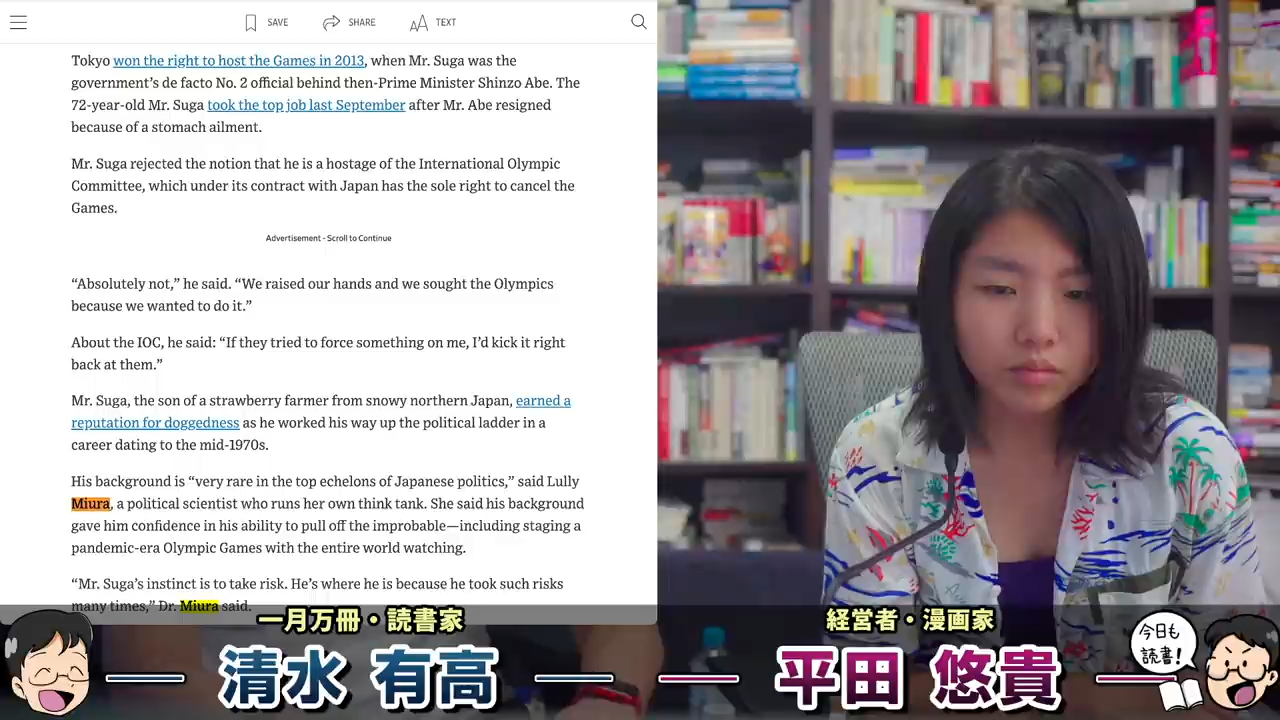 SAVE SHARE TEXT
Tokyo won the right to host the Games in 2013, when Mr. Suga was the
government’s de facto No. 2 official behind then-Prime Minister Shinzo Abe. The
72-year-old Mr. Suga took the top job last September after Mr. Abe resigned
because of a stomach ailment.
Mr. Suga rejected the notion that he is a hostage of the International Olympic
Committee, which under its contract with Japan has the sole right to cancel the
Games.
Advertisement - Scroll to Continue
“Absolutely not,” he said. “We raised our hands and we sought the Olympics
because we wanted to do it.”
About the IOC, he said: “If they tried to force something on me, I’d kick it right
back at them.”
Mr. Suga, the son of a strawberry farmer from snowy northern Japan, earned a
reputation for doggedness as he worked his way up the political ladder in a
career dating to the mid-1970s.
His background is “very rare in the top echelons of Japanese politics,” said Lully
Miura, a political scientist who runs her own think tank. She said his background
gave him confidence in his ability to pull off the improbable—including staging a
pandemic-era Olympic Games with the entire world watching.
“Mr. Suga’s instinct is to take risk. He’s where he is because he took such risks
many times,” Dr. Miura said.
一月万冊・読書家
清水 有高
経営者・漫画家
平田 悠貴
今日も
読書!